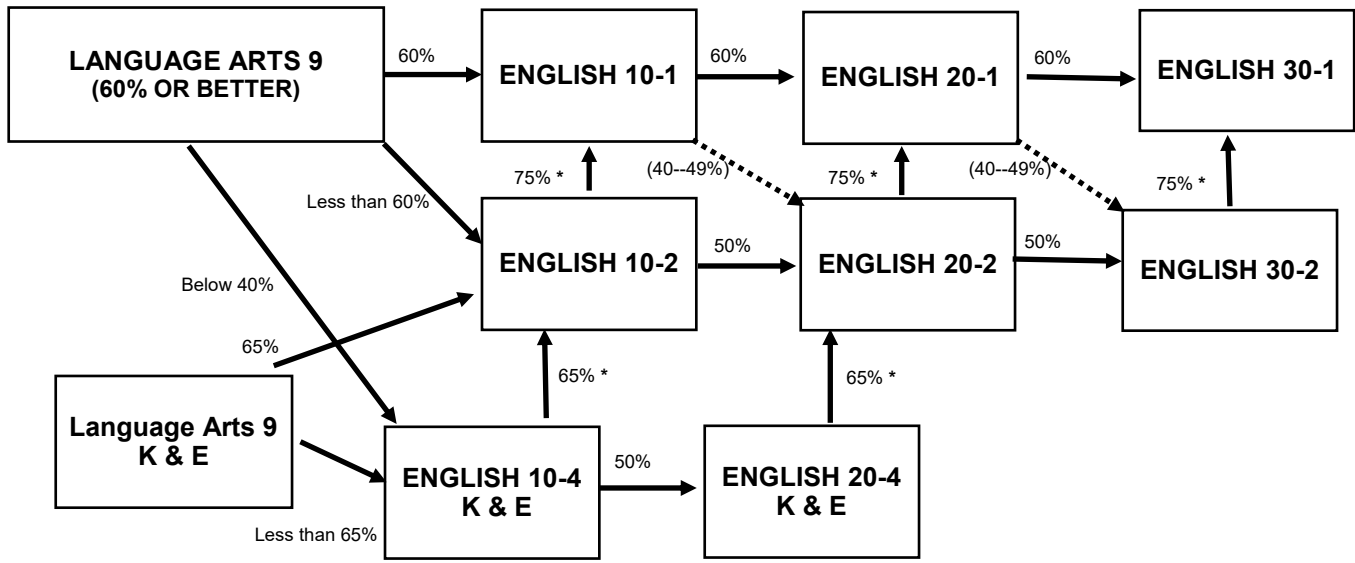 LANGUAGE ARTS 9
(60% OR BETTER)
60%
ENGLISH 10-1
60%
ENGLISH 20-1
60%
ENGLISH 30-1
Less than 60%
75% *
(40--49%)
75% *
(40--49%)
75% *
Below 40%
ENGLISH 10-2
50%
ENGLISH 20-2
50%
ENGLISH 30-2
65%
Language Arts 9
K & E
65% *
65% *
Less than 65%
ENGLISH 10-4
K & E
50%
ENGLISH 20-4
K & E